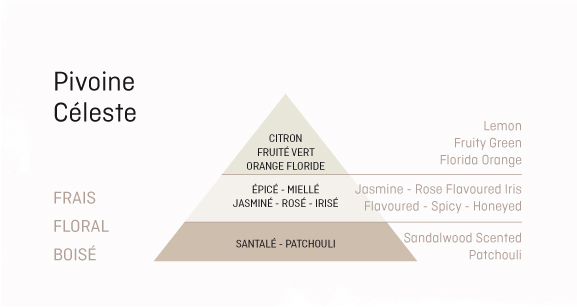 Pivoine
Céleste
FRAIS
FLORAL
BOISÉ
CITRON
FRUITÉ VERT
ORANGE FLORIDE
ÉPICÉ - MIELLÉ
JASMINÉ - ROSÉ - IRISÉ
SANTALÉ - PATCHOULI
Lemon
Fruity Green
Florida Orange
Jasmine - Rose Flavoured Iris
Flavoured - Spicy - Honeyed
Sandalwood Scented
Patchouli